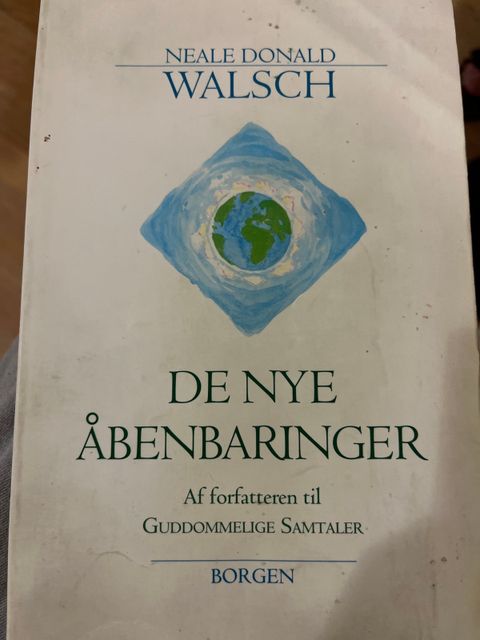 NEALE DONALD
WALSCH
DE NYE
ÅBENBARINGER
Af forfatteren til
GUDDOMMELIGE SAMTALER
BORGEN